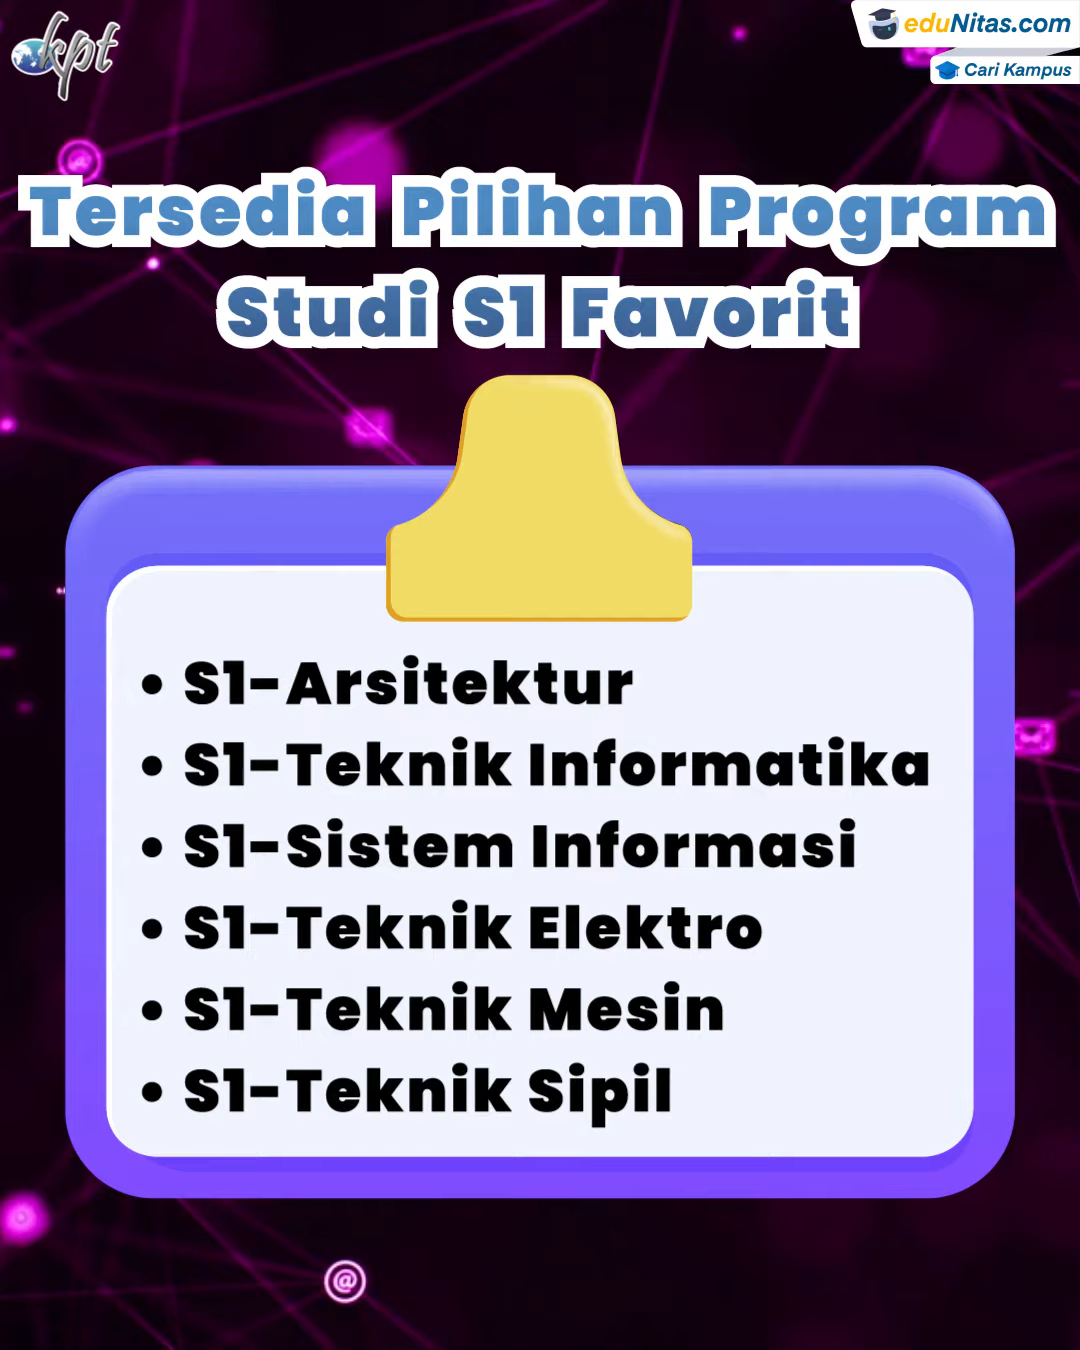 kpt
eduNitas.com
Cari Kampus
Tersedia Pilihan Program
Studi S1 Favorit
• S1-Arsitektur
• S1-Teknik Informatika
• S1-Sistem Informasi
• S1-Teknik Elektro
• S1-Teknik Mesin
• S1-Teknik Sipil
@
@